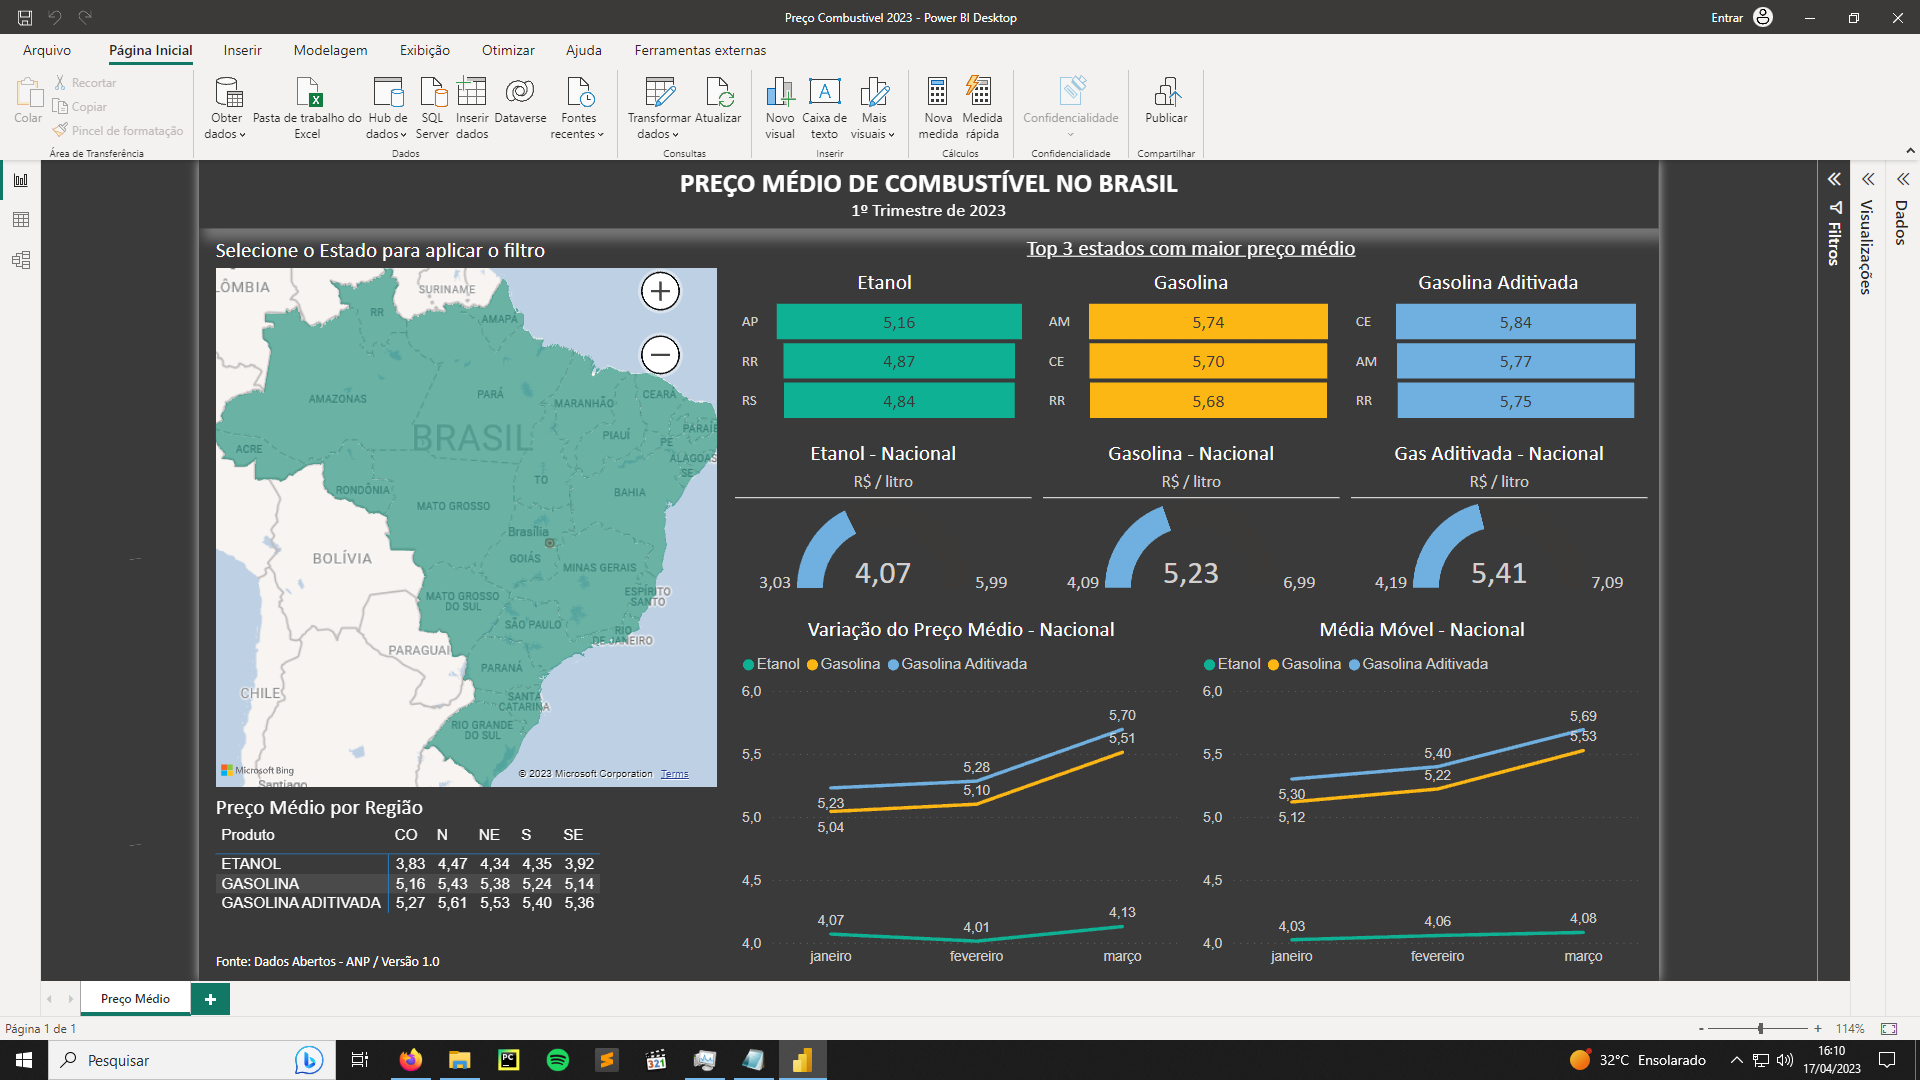 Preço Combustivel 2023 - Power BI Desktop
Entrar
Arquivo
Página Inicial
Inserir
Modelagem
Exibição
Otimizar
Ajuda
Ferramentas externas
Colar
Recortar
Copiar
Pincel de formatação
Área de Transferência
Obter dados
Pasta de trabalho do Excel
Hub de dados
SQL Server
Inserir dados
Dataverse
Fontes recentes
Dados
Transformar dados
Atualizar
Consultas
Novo visual
Caixa de texto
Mais visuais
Inserir
Nova medida
Medida rápida
Cálculos
Confidencialidade
Confidencialidade
Publicar
Compartilhar
PREÇO MÉDIO DE COMBUSTÍVEL NO BRASIL
1º Trimestre de 2023
Filtros
Visualizações
Dados
Selecione o Estado para aplicar o filtro
LÔMBIA
SURINAME
RR
AMAPÁ
AMAZONAS
PARÁ
MARANHÃO
CEARÁ
BRASIL
PIAUÍ
PARAÍB
PE
ACRE
ALAGOAS
SE
RONDÔNIA
TO
BAHIA
MATO GROSSO
Brasília
BOLÍVIA
GOIÁS
MINAS GERAIS
MATO GROSSO DO SUL
ESPÍRITO SANTO
SÃO PAULO
RIO DE JANEIRO
PARAGUAI
PARANÁ
CHILE
SANTA CATARINA
RIO GRANDE DO SUL
Microsoft Bing
Santiago
© 2023 Microsoft Corporation Terms
Top 3 estados com maior preço médio
Etanol
AP 5,16
RR 4,87
RS 4,84
Gasolina
AM 5,74
CE 5,70
RR 5,68
Gasolina Aditivada
CE 5,84
AM 5,77
RR 5,75
Etanol - Nacional
R$ / litro
3,03 4,07 5,99
Gasolina - Nacional
R$ / litro
4,09 5,23 6,99
Gas Aditivada - Nacional
R$ / litro
4,19 5,41 7,09
Variação do Preço Médio - Nacional
Etanol Gasolina Gasolina Aditivada
6,0
5,5
5,0
4,5
4,0
5,23
5,28
5,70
5,04
5,10
5,51
4,07
4,01
4,13
janeiro fevereiro março
Média Móvel - Nacional
Etanol Gasolina Gasolina Aditivada
6,0
5,5
5,0
4,5
4,0
5,30
5,40
5,69
5,12
5,22
5,53
4,03
4,06
4,08
janeiro fevereiro março
Preço Médio por Região
Produto CO N NE S SE
ETANOL 3,83 4,47 4,34 4,35 3,92
GASOLINA 5,16 5,43 5,38 5,24 5,14
GASOLINA ADITIVADA 5,27 5,61 5,53 5,40 5,36
Fonte: Dados Abertos - ANP / Versão 1.0
Preço Médio
Página 1 de 1
- + 114%
Pesquisar
PC
321
32°C Ensolarado
16:10
17/04/2023